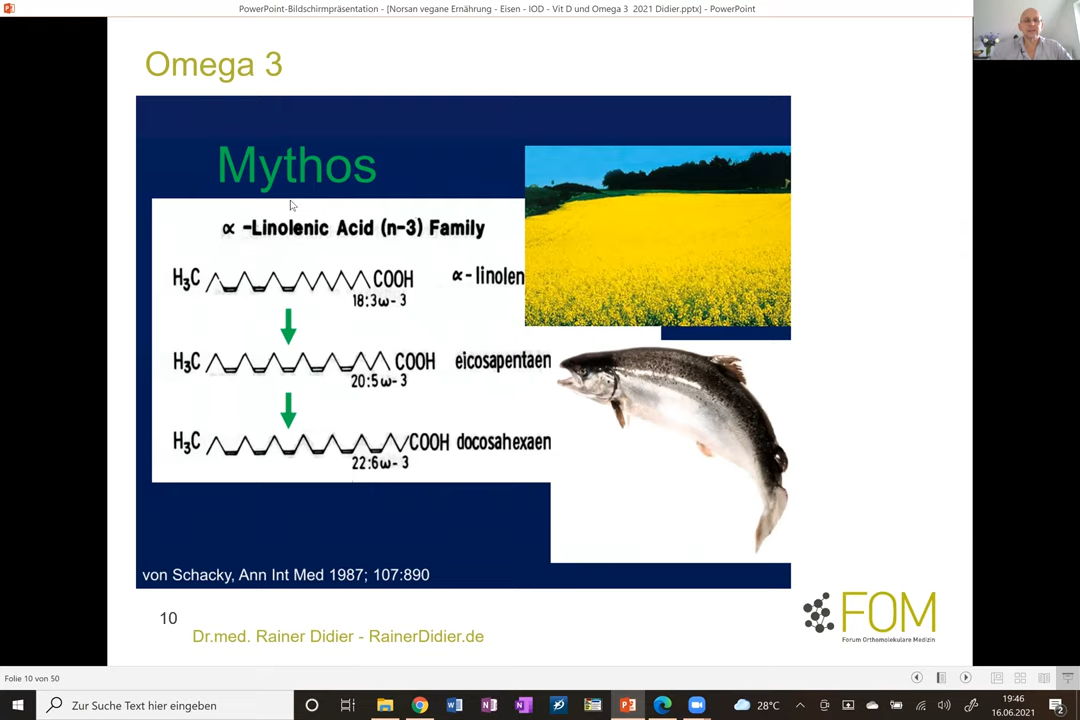 PowerPoint-Bildschirmpräsentation - [Norsan vegane Ernährung - Eisen - IOD - Vit D und Omega 3 2021 Didier.pptx] - PowerPoint
Omega 3
Mythos
∝ -Linolenic Acid (n-3) Family
H₃C COOH ∝- linolen
18:3ω- 3
H₃C COOH eicosapentaen
20:5ω- 3
H₃C COOH docosahexaen
22:6ω- 3
von Schacky, Ann Int Med 1987; 107:890
10
Dr.med. Rainer Didier - RainerDidier.de
FOM
Forum Orthomolekulare Medizin
Folie 10 von 50
Zur Suche Text hier eingeben
28°C
19:46
16.06.2021
2